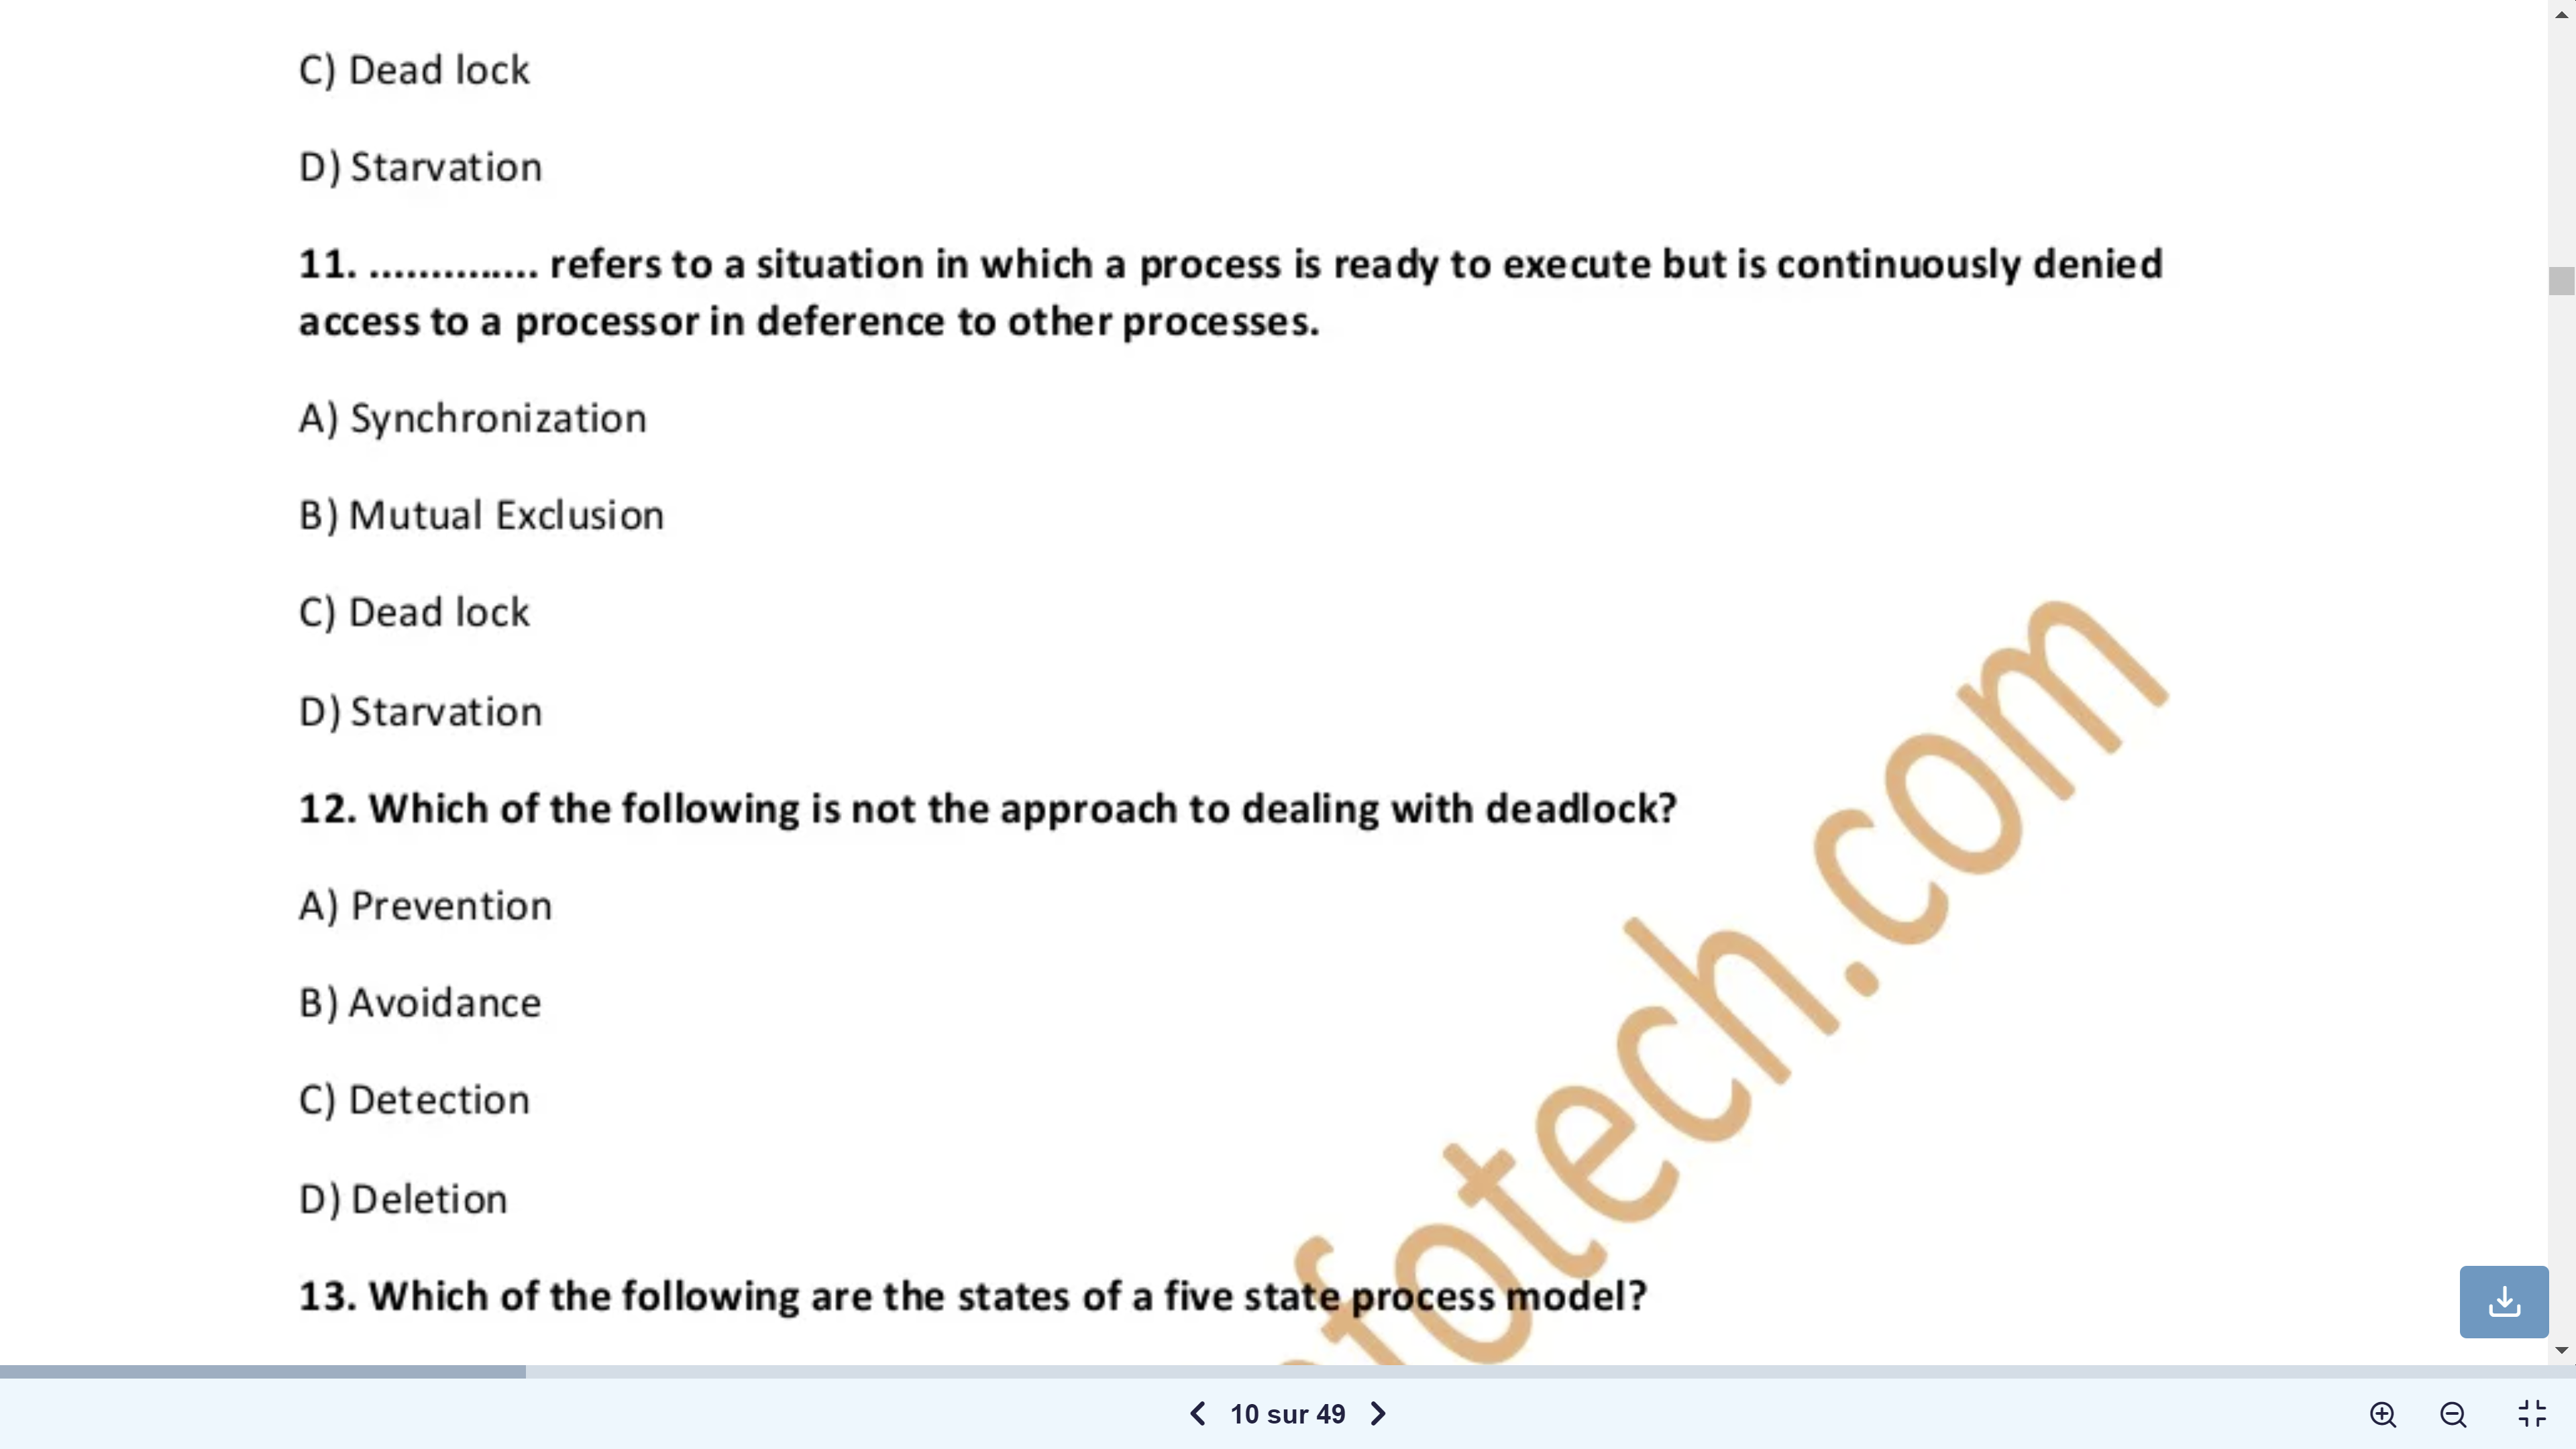 C) Dead lock
D) Starvation
11. .............. refers to a situation in which a process is ready to execute but is continuously denied
access to a processor in deference to other processes.
A) Synchronization
B) Mutual Exclusion
C) Dead lock
D) Starvation
12. Which of the following is not the approach to dealing with deadlock?
A) Prevention
B) Avoidance
C) Detection
D) Deletion
13. Which of the following are the states of a five state process model?
fotech.com
10 sur 49